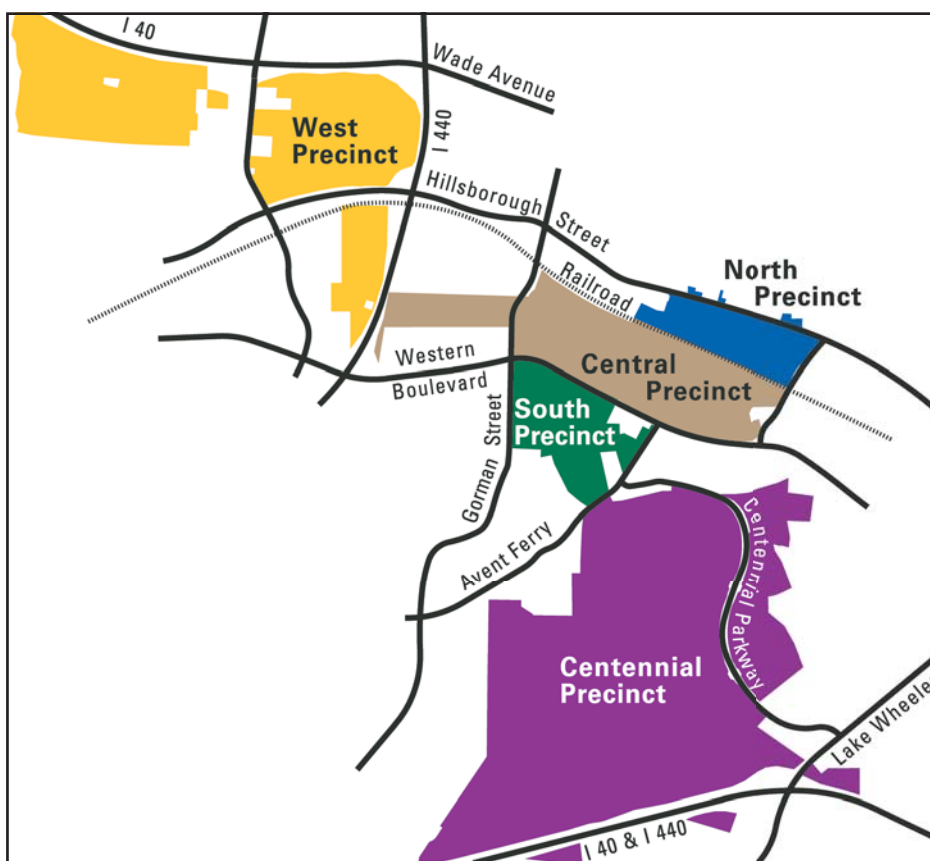 I 40
Wade Avenue
West
Precinct
I 440
Hillsborough Street
Railroad
North
Precinct
Western
Boulevard
Central
Precinct
South
Precinct
Gorman Street
Avent Ferry
Centennial Parkway
Centennial
Precinct
Lake Wheeler
I 40 & I 440